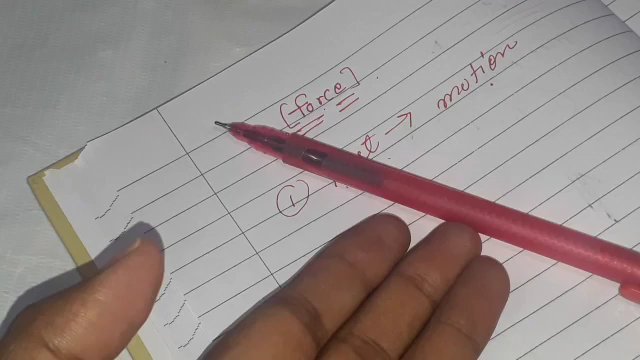 [force]
① → motion